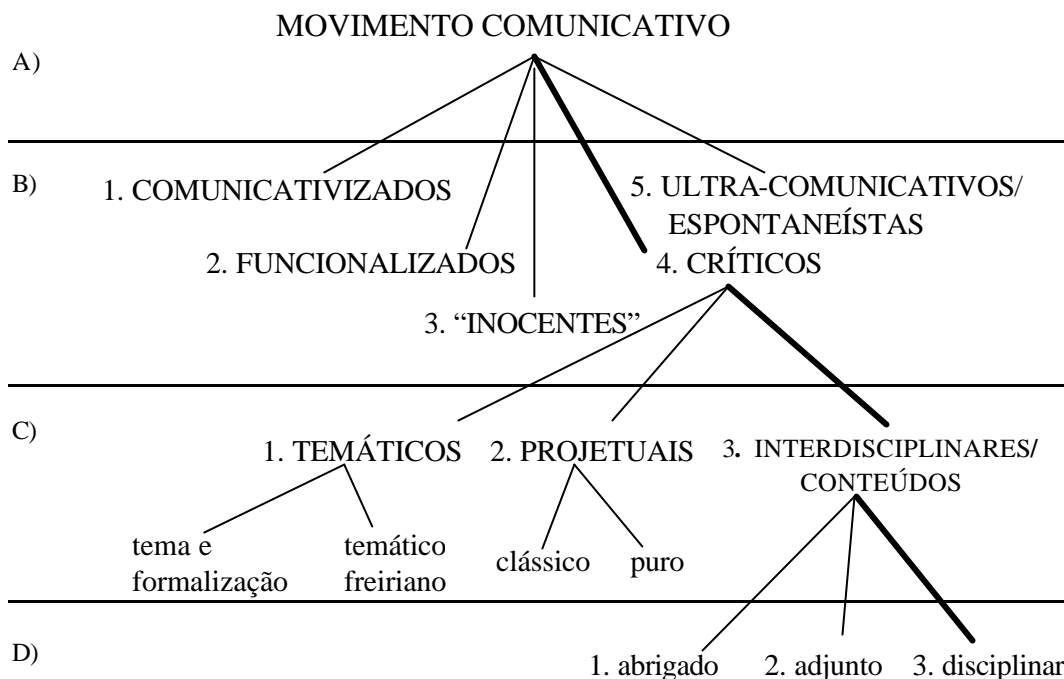 MOVIMENTO COMUNICATIVO
A)
B)
1. COMUNICATIVIZADOS
5. ULTRA-COMUNICATIVOS/
ESPONTANEÍSTAS
2. FUNCIONALIZADOS
4. CRÍTICOS
3. “INOCENTES”
C)
1. TEMÁTICOS
2. PROJETUAIS
3. INTERDISCIPLINARES/
CONTEÚDOS
tema e
formalização
temático
freiriano
clássico
puro
D)
1. abrigado
2. adjunto
3. disciplinar